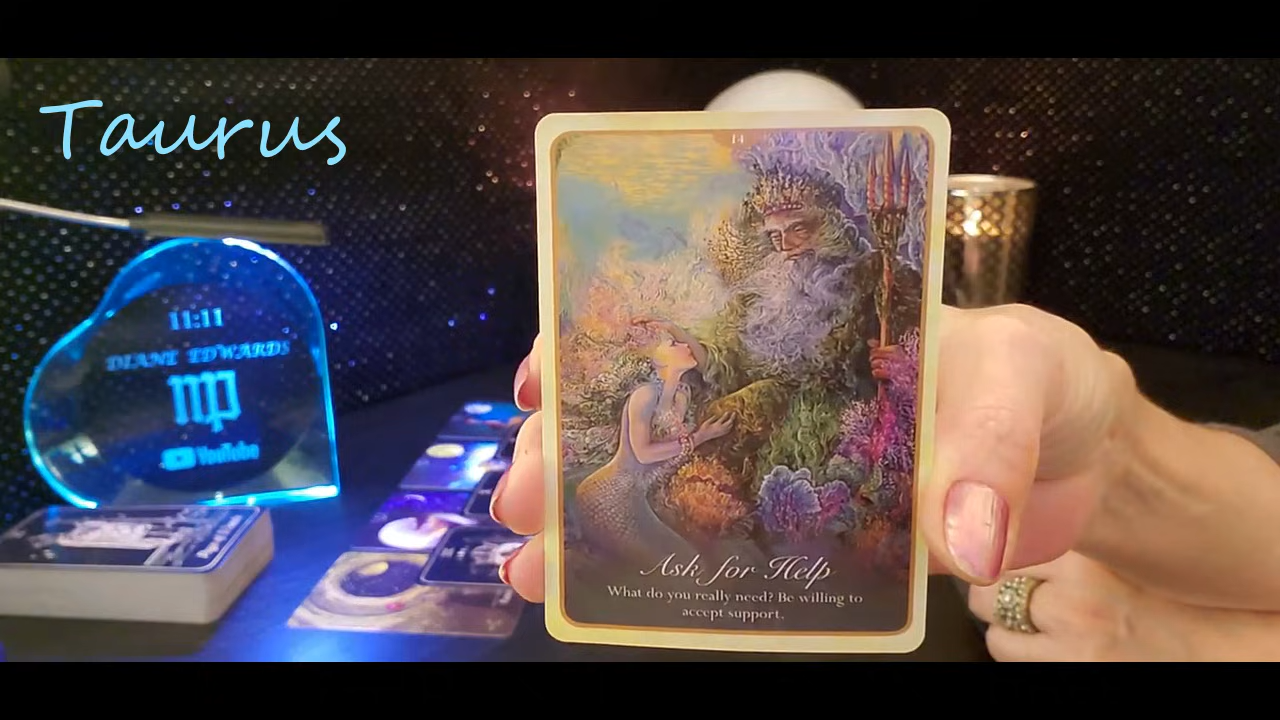 Taurus
14
11:11
DIANE EDWARDS
YouTube
Ask for Help
What do you really need? Be willing to
accept support.